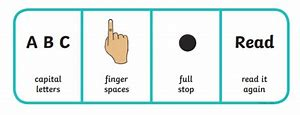 A B C
capital
letters
finger
spaces
full
stop
Read
read it
again